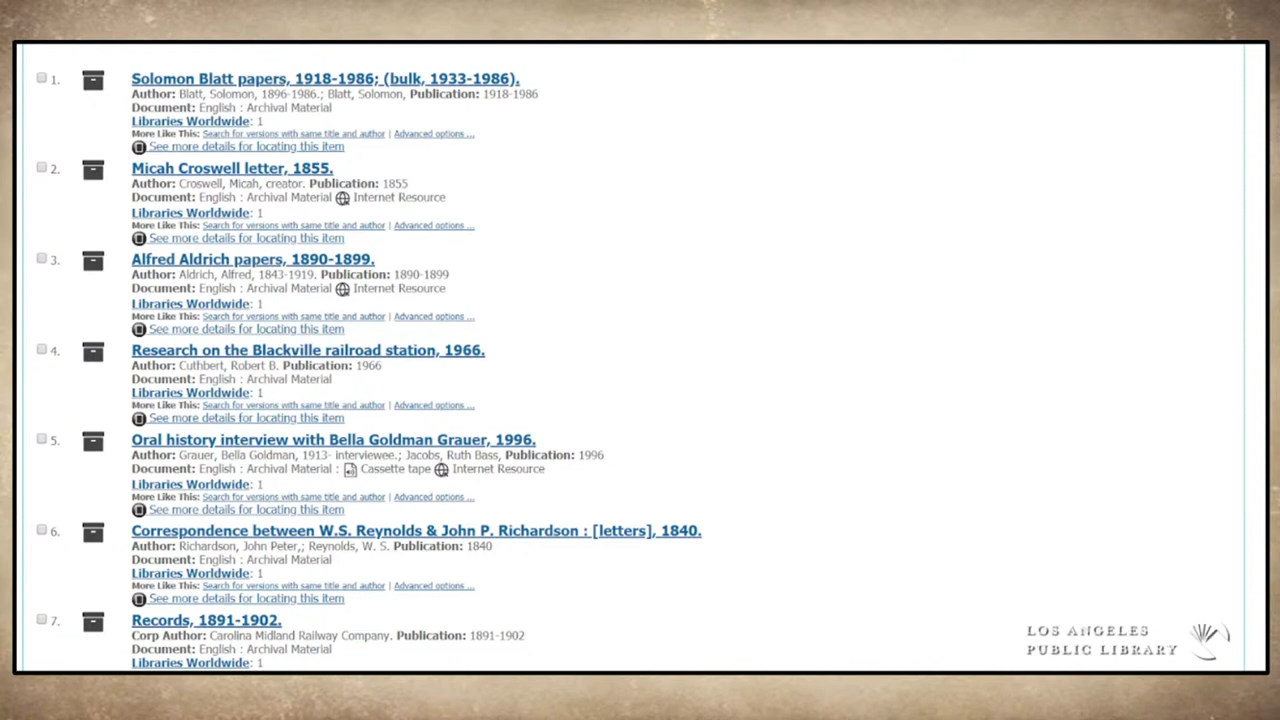 1. Solomon Blatt papers, 1918-1986; (bulk, 1933-1986).
Author: Blatt, Solomon, 1896-1986.; Blatt, Solomon, Publication: 1918-1986
Document: English : Archival Material
Libraries Worldwide: 1
More Like This: Search for versions with same title and author | Advanced options ...
See more details for locating this item
2. Micah Croswell letter, 1855.
Author: Croswell, Micah, creator. Publication: 1855
Document: English : Archival Material Internet Resource
Libraries Worldwide: 1
More Like This: Search for versions with same title and author | Advanced options ...
See more details for locating this item
3. Alfred Aldrich papers, 1890-1899.
Author: Aldrich, Alfred, 1843-1919. Publication: 1890-1899
Document: English : Archival Material Internet Resource
Libraries Worldwide: 1
More Like This: Search for versions with same title and author | Advanced options ...
See more details for locating this item
4. Research on the Blackville railroad station, 1966.
Author: Cuthbert, Robert B. Publication: 1966
Document: English : Archival Material
Libraries Worldwide: 1
More Like This: Search for versions with same title and author | Advanced options ...
See more details for locating this item
5. Oral history interview with Bella Goldman Grauer, 1996.
Author: Grauer, Bella Goldman, 1913- interviewee.; Jacobs, Ruth Bass, Publication: 1996
Document: English : Archival Material : Cassette tape Internet Resource
Libraries Worldwide: 1
More Like This: Search for versions with same title and author | Advanced options ...
See more details for locating this item
6. Correspondence between W.S. Reynolds & John P. Richardson : [letters], 1840.
Author: Richardson, John Peter,; Reynolds, W. S. Publication: 1840
Document: English : Archival Material
Libraries Worldwide: 1
More Like This: Search for versions with same title and author | Advanced options ...
See more details for locating this item
7. Records, 1891-1902.
Corp Author: Carolina Midland Railway Company. Publication: 1891-1902
Document: English : Archival Material
Libraries Worldwide: 1
LOS ANGELES
PUBLIC LIBRARY